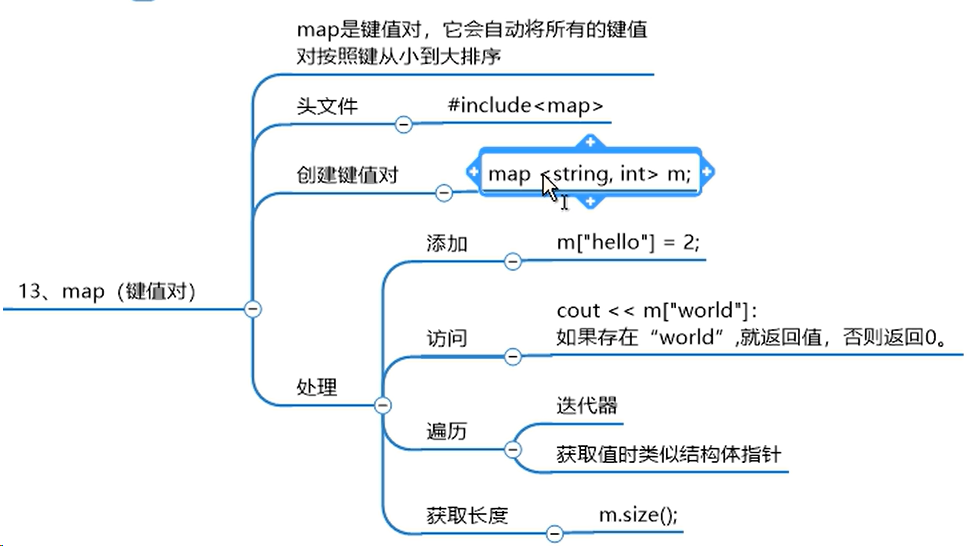 map是键值对，它会自动将所有的键值
对按照键从小到大排序
头文件
#include<map>
创建键值对
map <string, int> m;
添加
m["hello"] = 2;
13、map（键值对）
cout << m["world"]:
访问
如果存在“world”,就返回值，否则返回0。
处理
迭代器
遍历
获取值时类似结构体指针
获取长度
m.size();